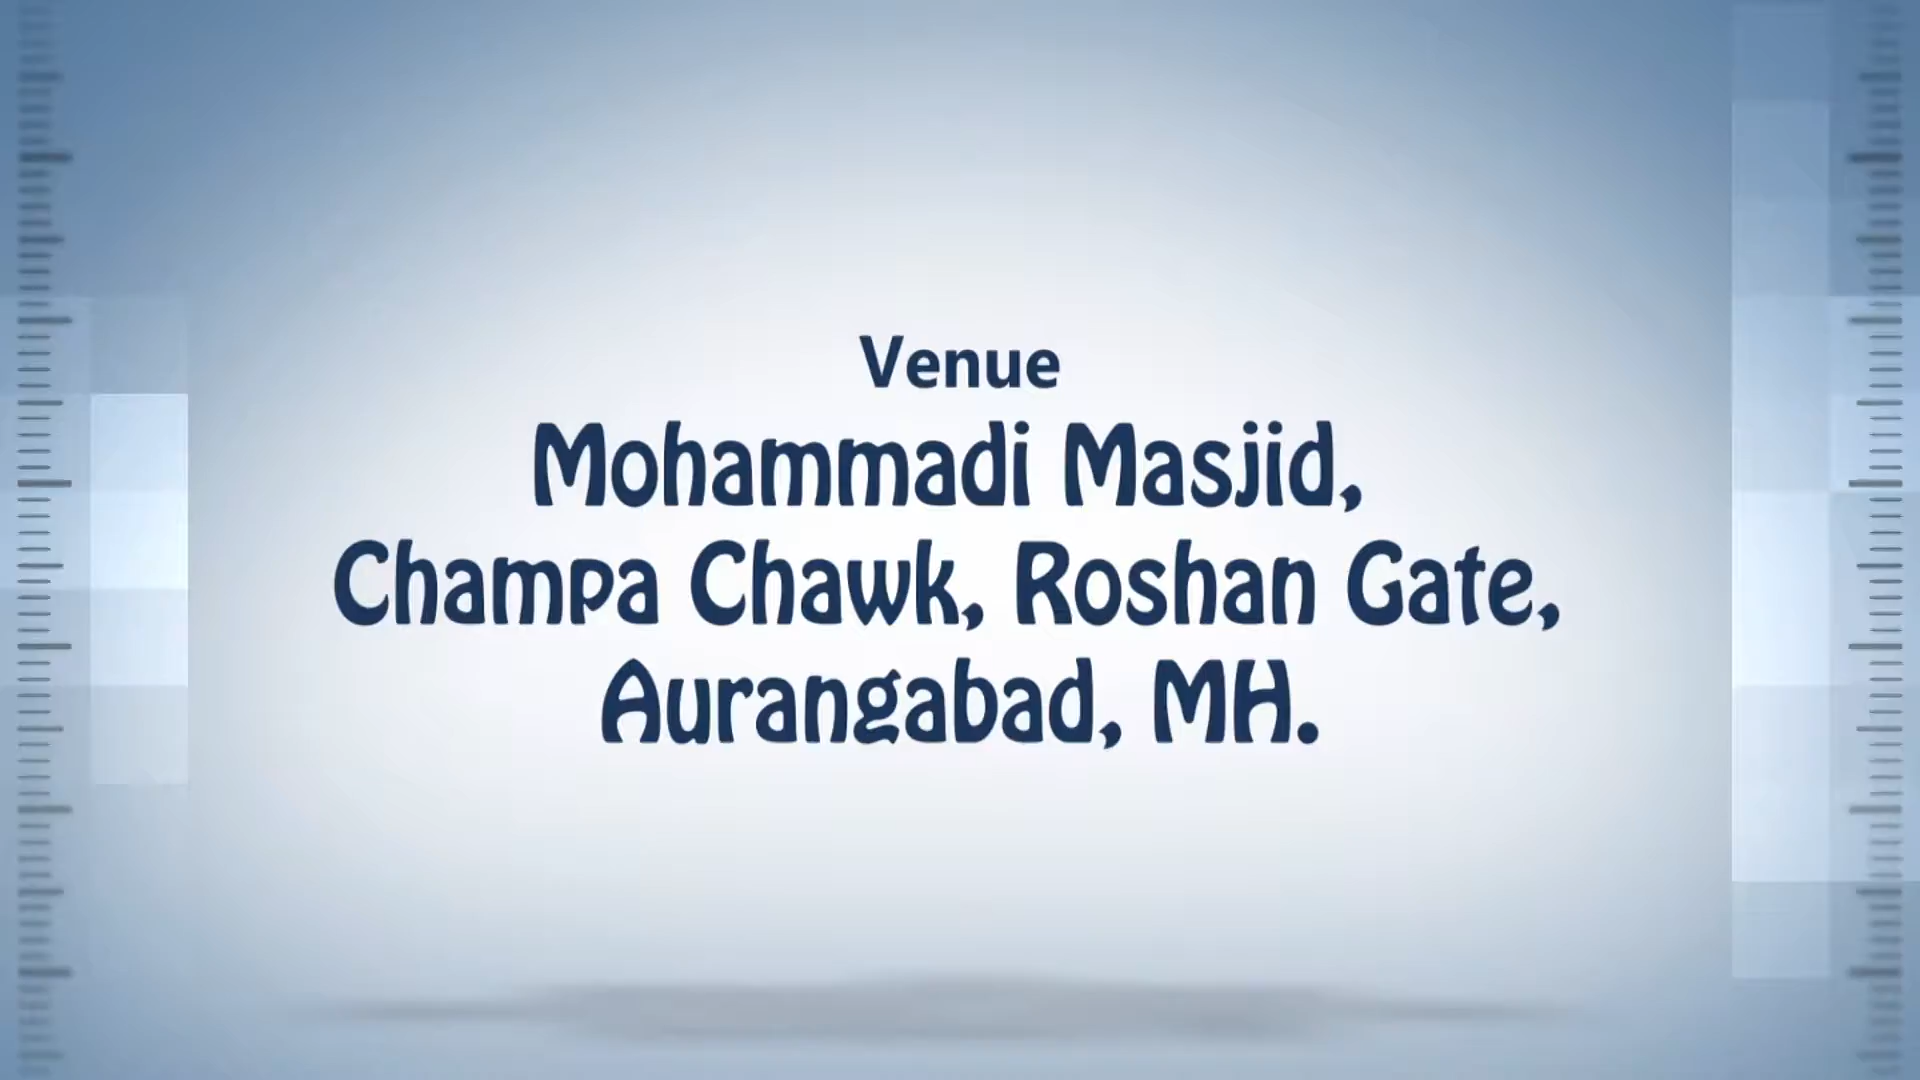 Venue
Mohammadi Masjid,
Champa Chawk, Roshan Gate,
Aurangabad, MH.